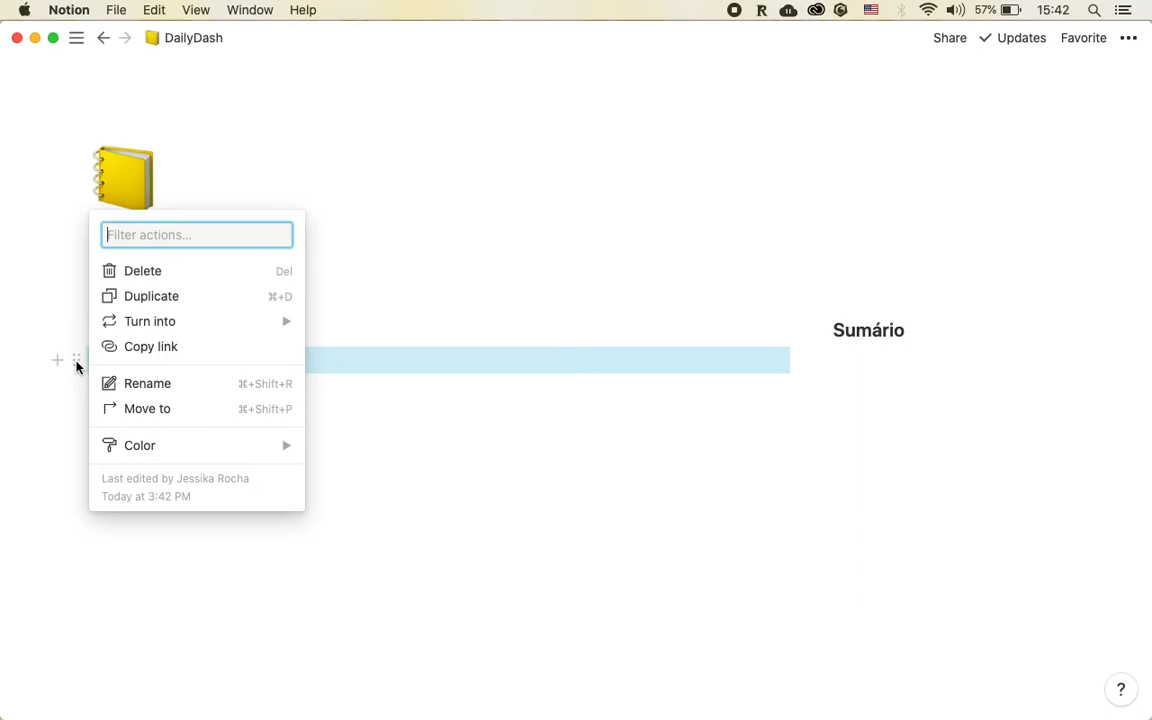 Notion File Edit View Window Help 57% 15:42
DailyDash Share Updates Favorite
Filter actions...
Delete Del
Duplicate ⌘+D
Turn into
Copy link
Rename ⌘+Shift+R
Move to ⌘+Shift+P
Color
Last edited by Jessika Rocha
Today at 3:42 PM
Sumário
?